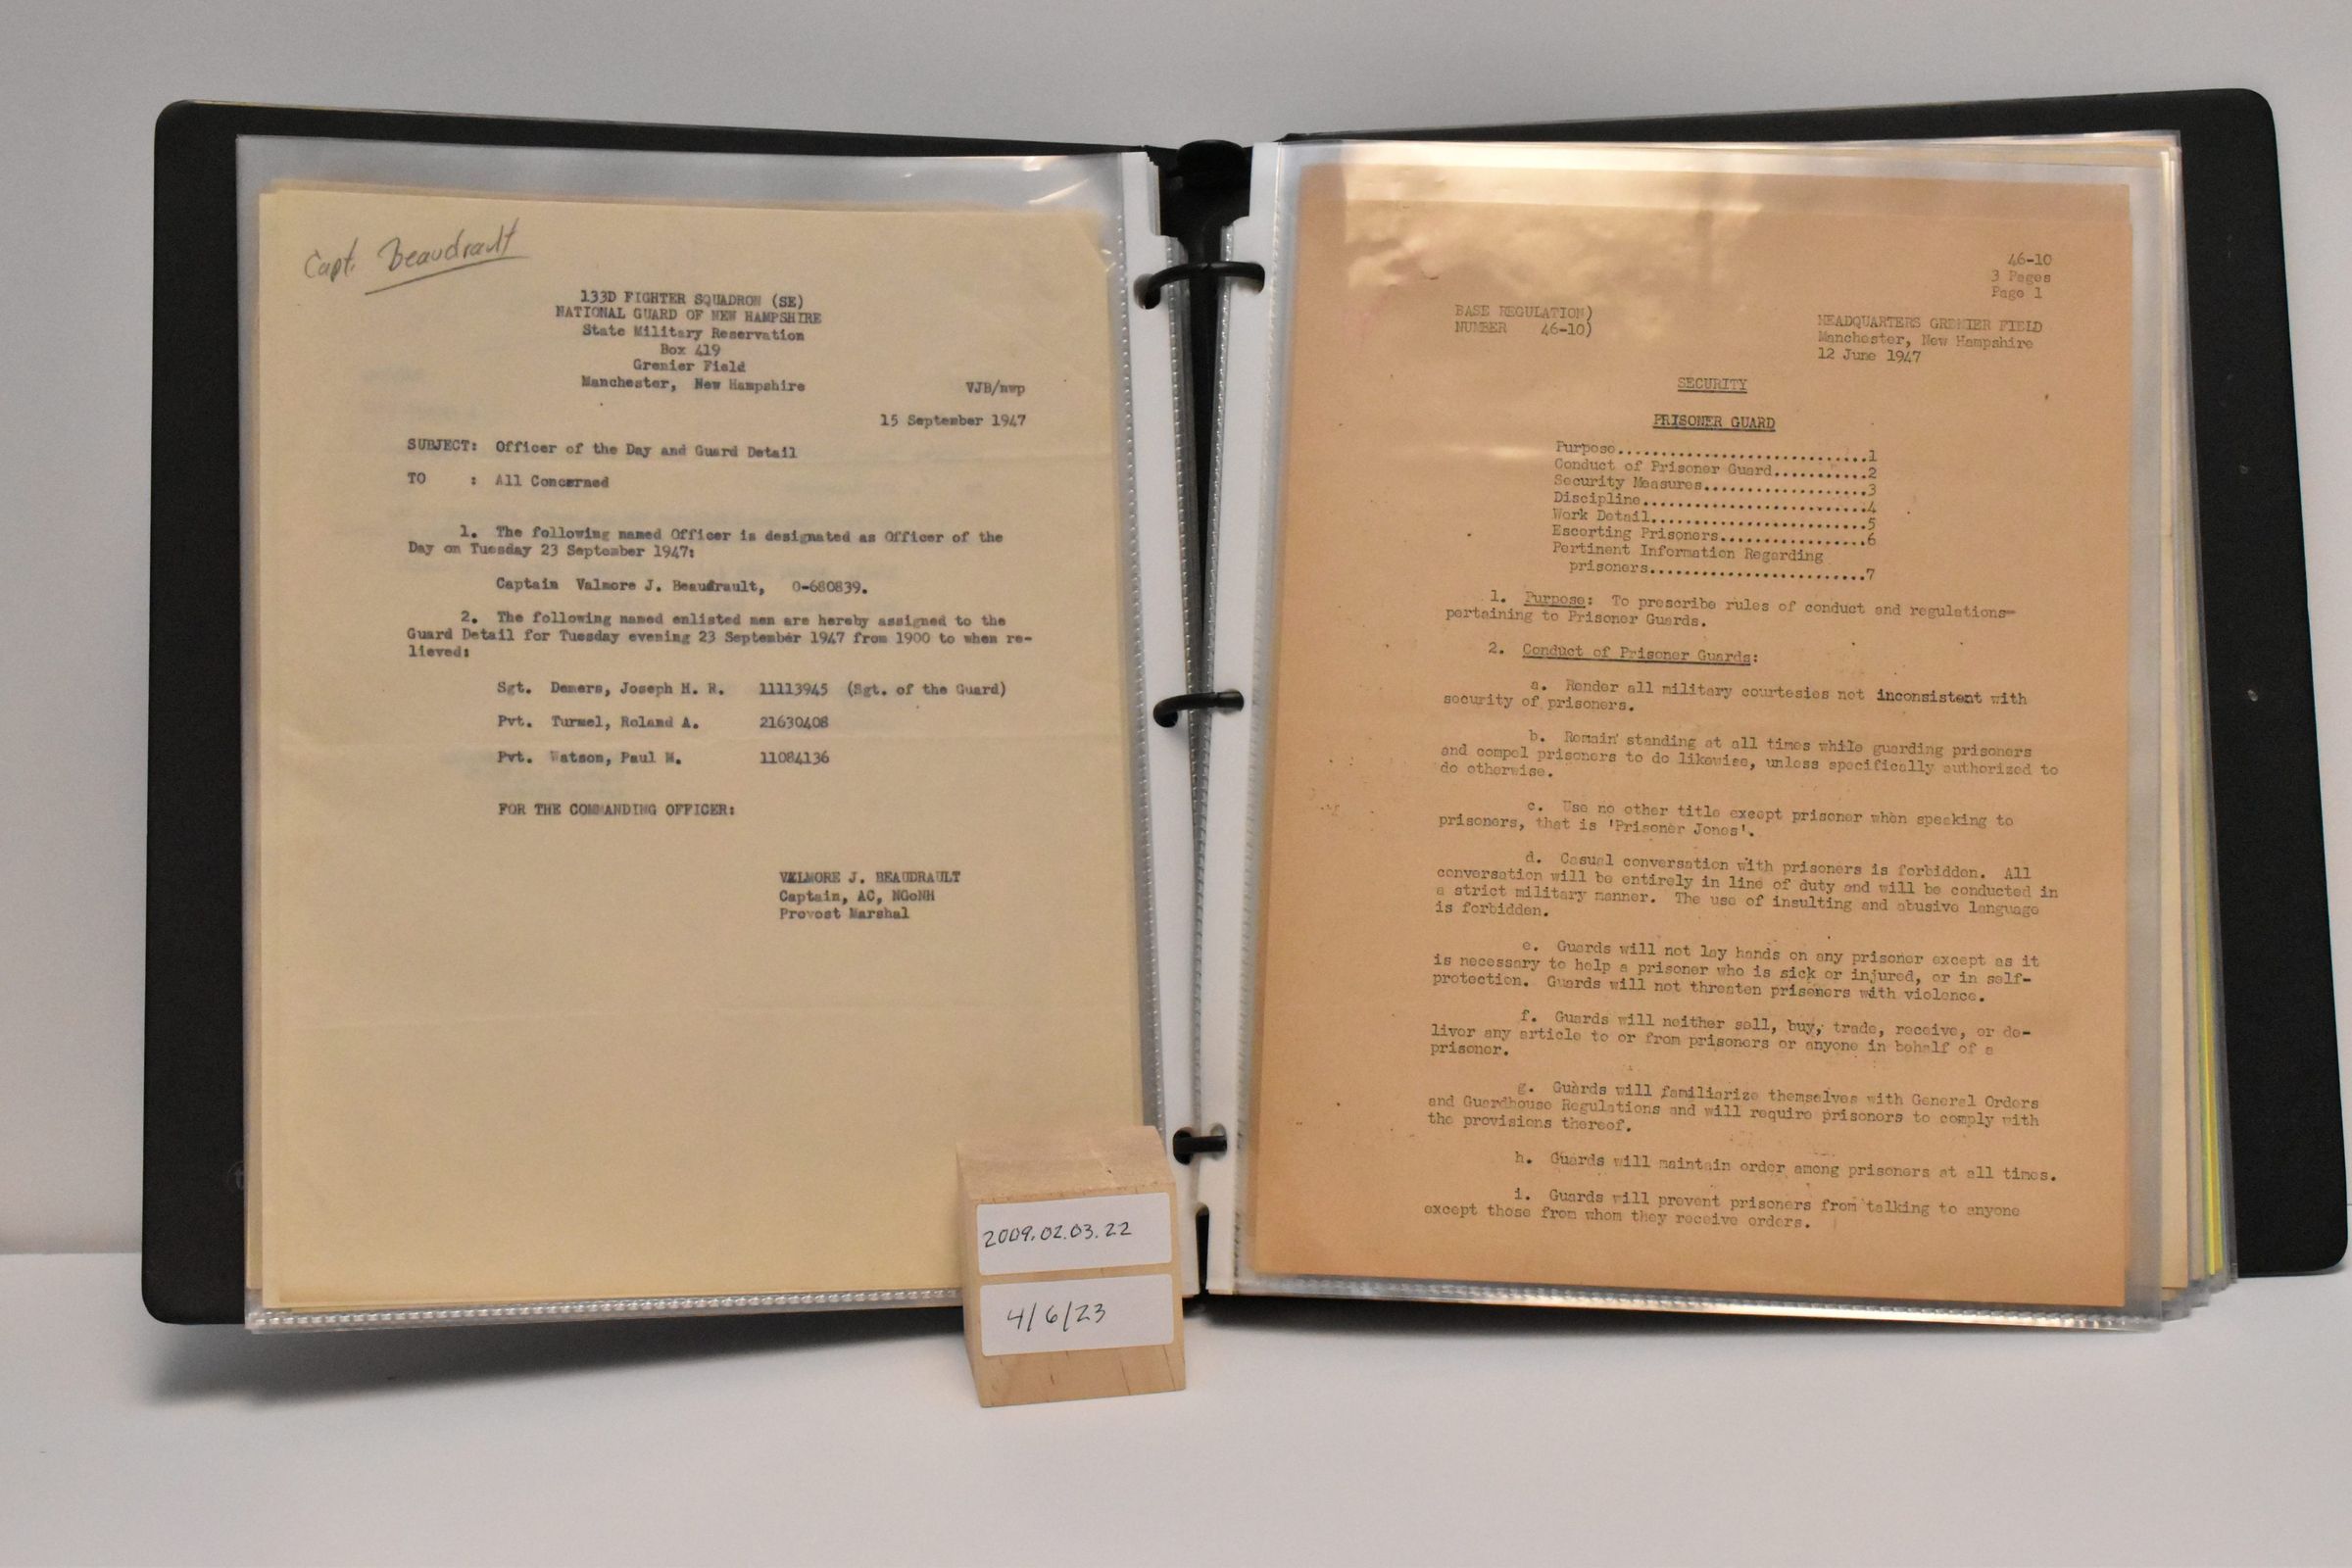 Capt. Beaudrault
133D FIGHTER SQUADRON (SE)
NATIONAL GUARD OF NEW HAMPSHIRE
State Military Reservation
Box 419
Grenier Field
Manchester, New Hampshire
VJB/nwp
15 September 1947
SUBJECT: Officer of the Day and Guard Detail
TO : All Concerned
1. The following named Officer is designated as Officer of the
Day on Tuesday 23 September 1947:
Captain Valmore J. Beaudrault, 0-680839.
2. The following named enlisted men are hereby assigned to the
Guard Detail for Tuesday evening 23 September 1947 from 1900 to when re-
lieved:
Sgt. Demers, Joseph H. R. 11113945 (Sgt. of the Guard)
Pvt. Turmel, Roland A. 21630408
Pvt. Watson, Paul M. 11084136
FOR THE COMMANDING OFFICER:
VALMORE J. BEAUDRAULT
Captain, AC, NGoNH
Provost Marshal
46-10
3 Pages
Page 1
BASE REGULATION)
NUMBER 46-10)
HEADQUARTERS GRENIER FIELD
Manchester, New Hampshire
12 June 1947
SECURITY
PRISONER GUARD
Purpose.............................1
Conduct of Prisoner Guard...........2
Security Measures...................3
Discipline..........................4
Work Detail.........................5
Escorting Prisoners.................6
Pertinent Information Regarding
prisoners.........................7
1. Purpose: To prescribe rules of conduct and regulations
pertaining to Prisoner Guards.
2. Conduct of Prisoner Guards:
a. Render all military courtesies not inconsistent with
security of prisoners.
b. Remain standing at all times while guarding prisoners
and compel prisoners to do likewise, unless specifically authorized to
do otherwise.
c. Use no other title except prisoner when speaking to
prisoners, that is 'Prisoner Jones'.
d. Casual conversation with prisoners is forbidden. All
conversation will be entirely in line of duty and will be conducted in
a strict military manner. The use of insulting and abusive language
is forbidden.
e. Guards will not lay hands on any prisoner except as it
is necessary to help a prisoner who is sick or injured, or in self-
protection. Guards will not threaten prisoners with violence.
f. Guards will neither sell, buy, trade, receive, or de-
liver any article to or from prisoners or anyone in behalf of a
prisoner.
g. Guards will familiarize themselves with General Orders
and Guardhouse Regulations and will require prisoners to comply with
the provisions thereof.
h. Guards will maintain order among prisoners at all times.
i. Guards will prevent prisoners from talking to anyone
except those from whom they receive orders.
2009.02.03.22
4/6/23